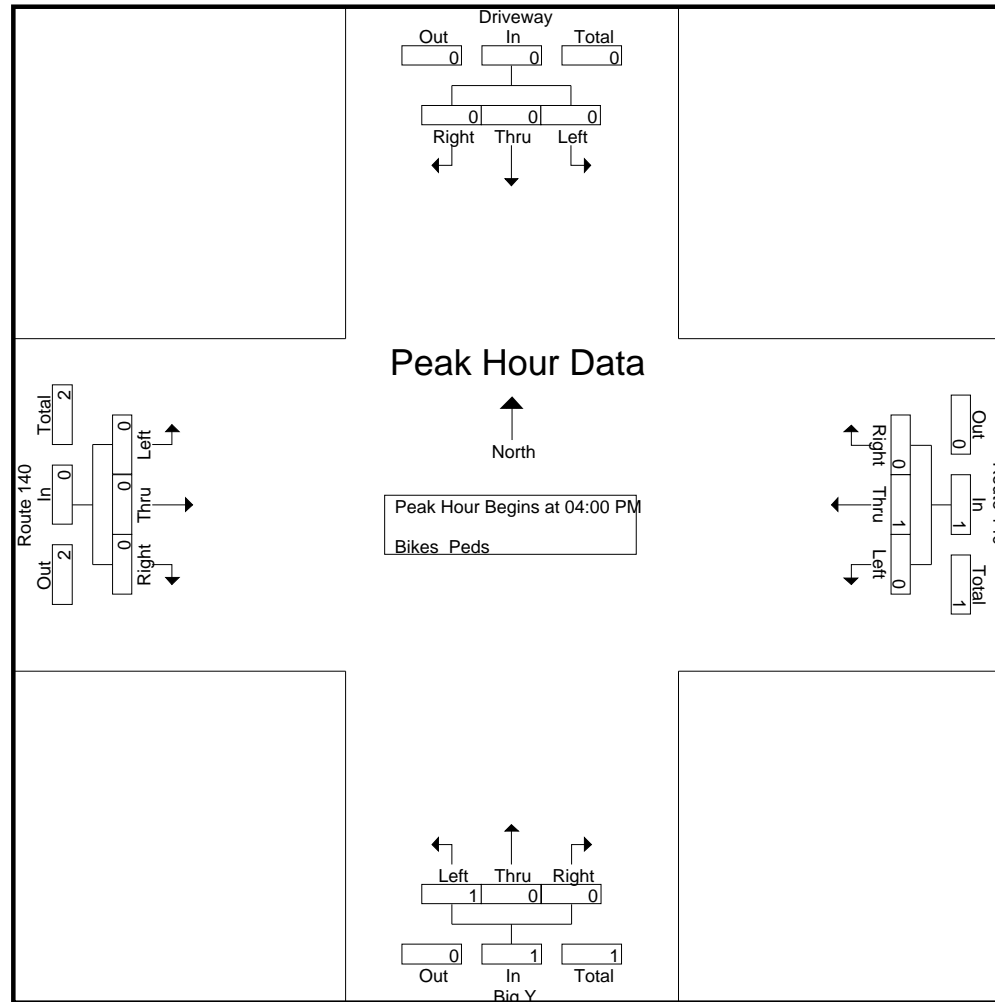 Driveway
Out In Total
0 0 0
0 0 0
Right Thru Left
Peak Hour Data
North
Peak Hour Begins at 04:00 PM
Bikes Peds
Route 140
Out In Total
2 0 2
0 0 0
Left Thru Right
Out In Total
0 1 1
0 1 0
Right Thru Left
Left Thru Right
1 0 0
0 1 1
Out In Total
Big Y